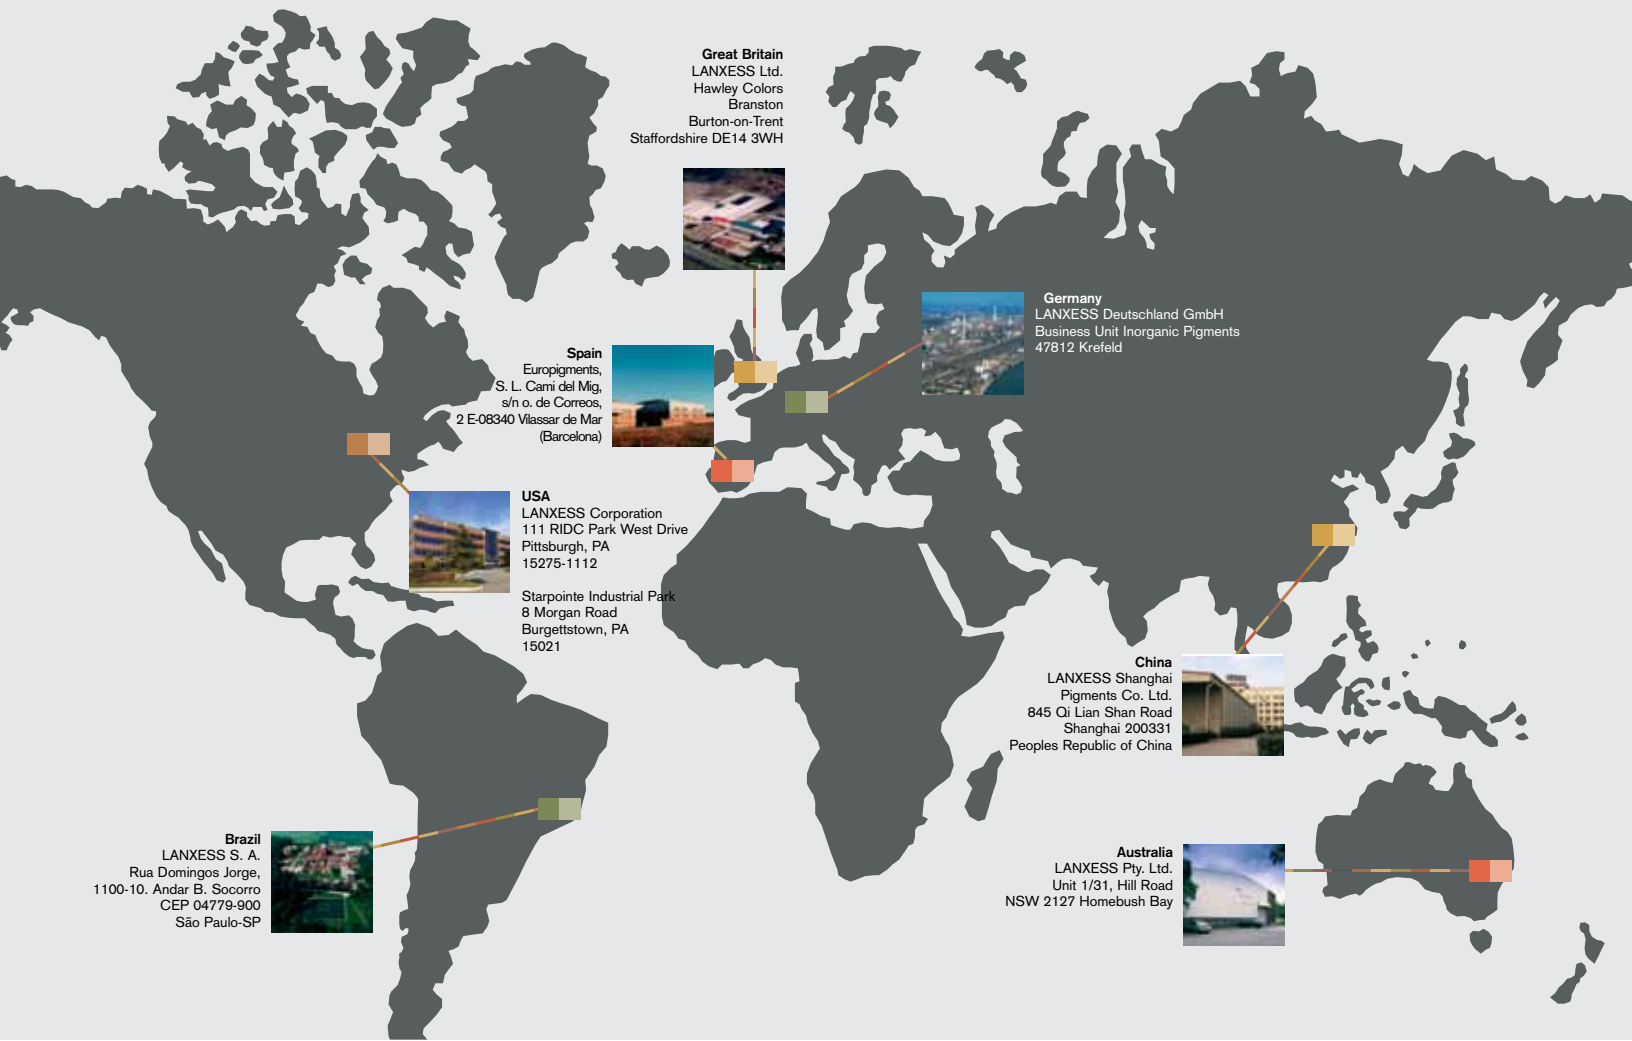 Great Britain
LANXESS Ltd.
Hawley Colors
Branston
Burton-on-Trent
Staffordshire DE14 3WH
Germany
LANXESS Deutschland GmbH
Business Unit Inorganic Pigments
47812 Krefeld
Spain
Europigments,
S. L. Cami del Mig,
s/n o. de Correos,
2 E-08340 Vilassar de Mar
(Barcelona)
USA
LANXESS Corporation
111 RIDC Park West Drive
Pittsburgh, PA
15275-1112
Starpointe Industrial Park
8 Morgan Road
Burgettstown, PA
15021
China
LANXESS Shanghai
Pigments Co. Ltd.
845 Qi Lian Shan Road
Shanghai 200331
Peoples Republic of China
Brazil
LANXESS S. A.
Rua Domingos Jorge,
1100-10. Andar B. Socorro
CEP 04779-900
São Paulo-SP
Australia
LANXESS Pty. Ltd.
Unit 1/31, Hill Road
NSW 2127 Homebush Bay